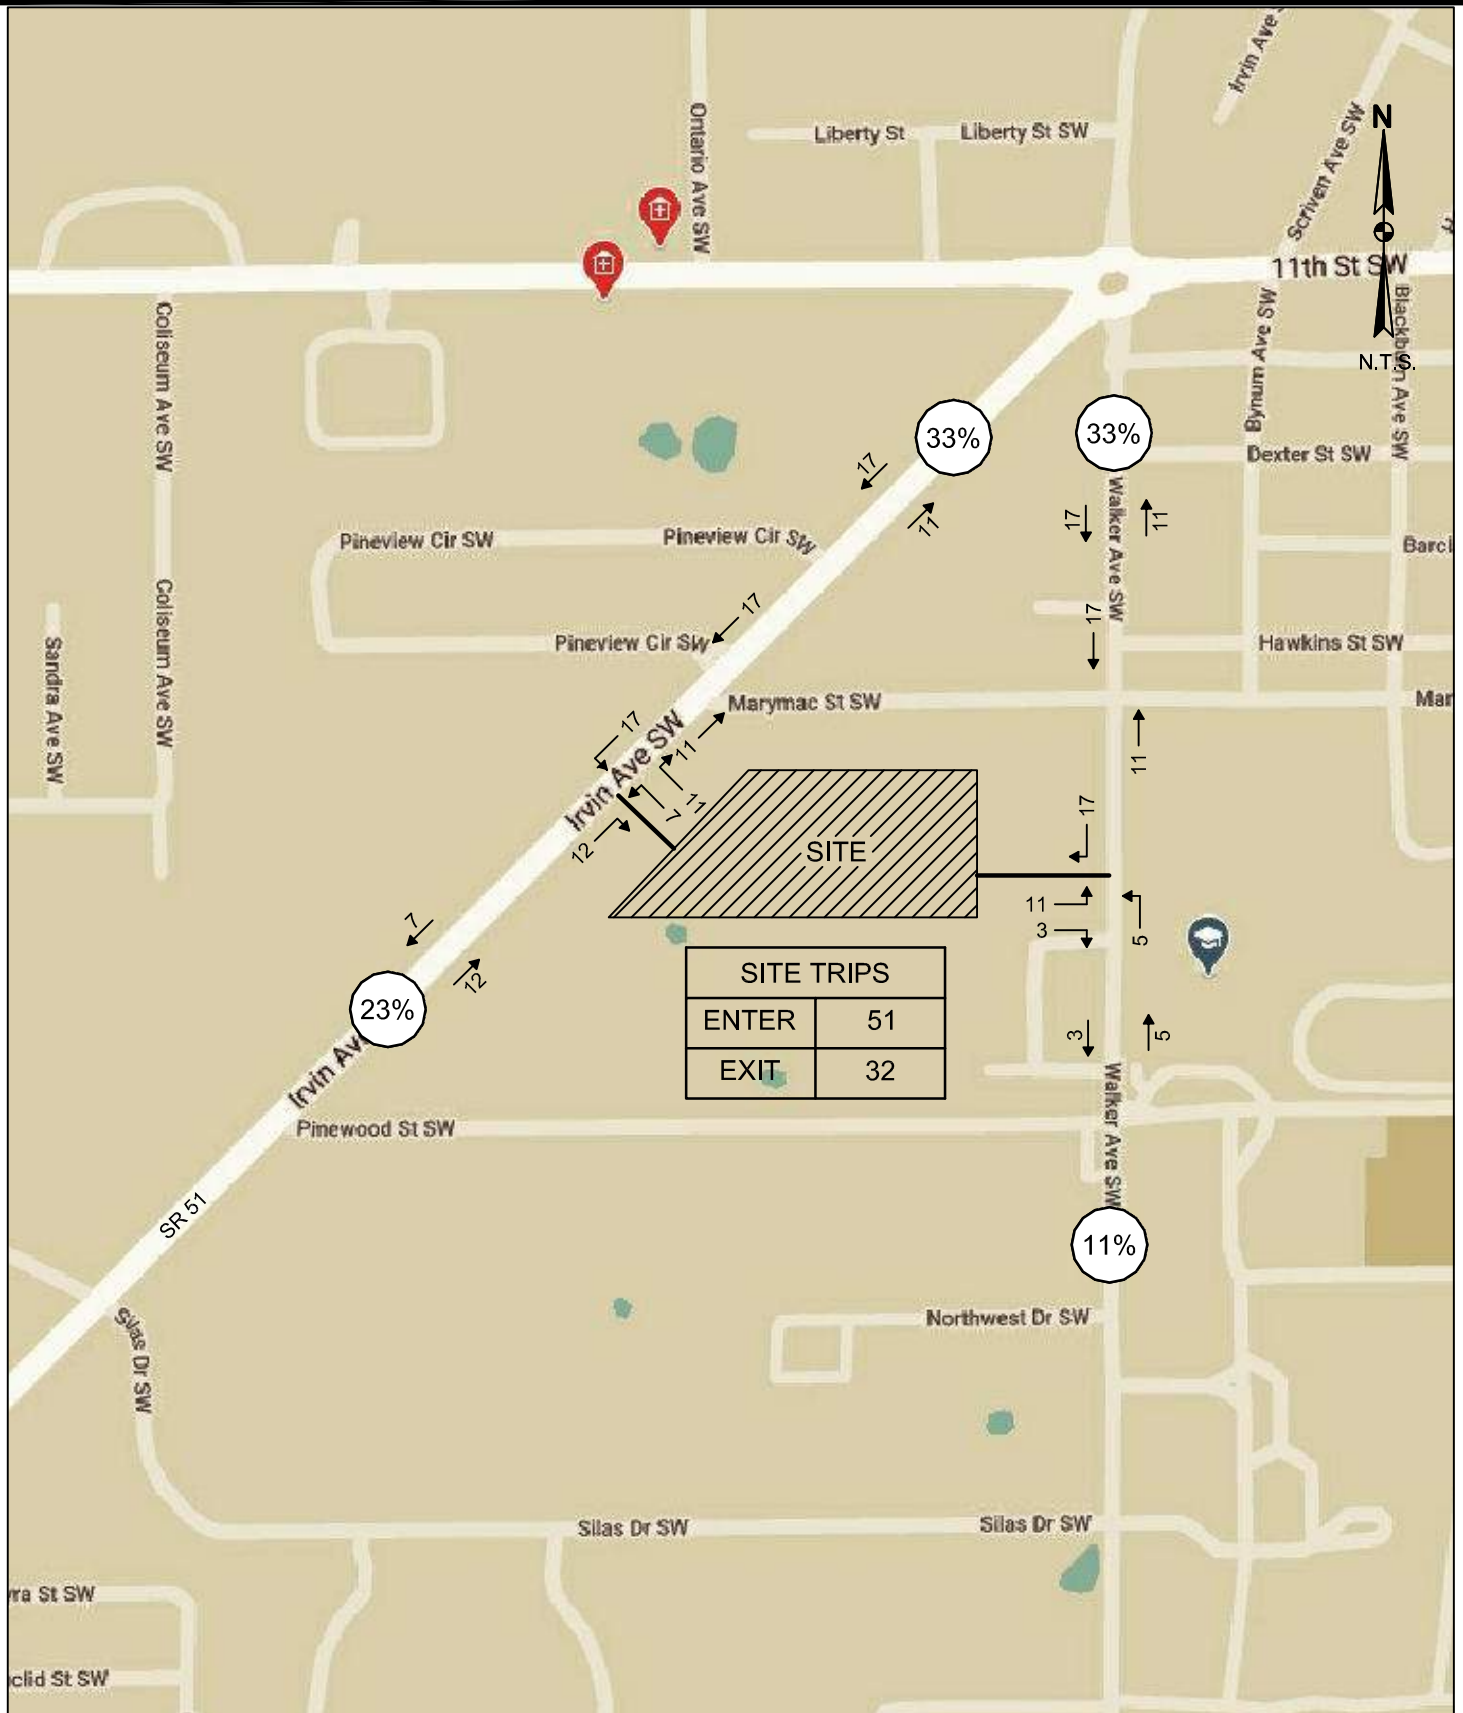 Irvin Ave S
Liberty St
Liberty St SW
Ontario Ave SW
Scriven Ave SW
N
11th St SW
Coliseum Ave SW
Bynum Ave SW
Blackburn Ave SW
N.T.S.
33%
33%
Dexter St SW
17
11
17
11
Walker Ave SW
Pineview Cir SW
Pineview Cir SW
Barcl
Coliseum Ave SW
17
17
Sandra Ave SW
Pineview Cir SW
Hawkins St SW
Marymac St SW
Mar
17
11
Irvin Ave SW
11
7
11
12
17
SITE
11
3
5
7
12
SITE TRIPS
ENTER 51
EXIT 32
23%
3
5
Irvin Ave
Pinewood St SW
Walker Ave SW
SR 51
11%
Silas Dr SW
Northwest Dr SW
Silas Dr SW
Silas Dr SW
ra St SW
clid St SW